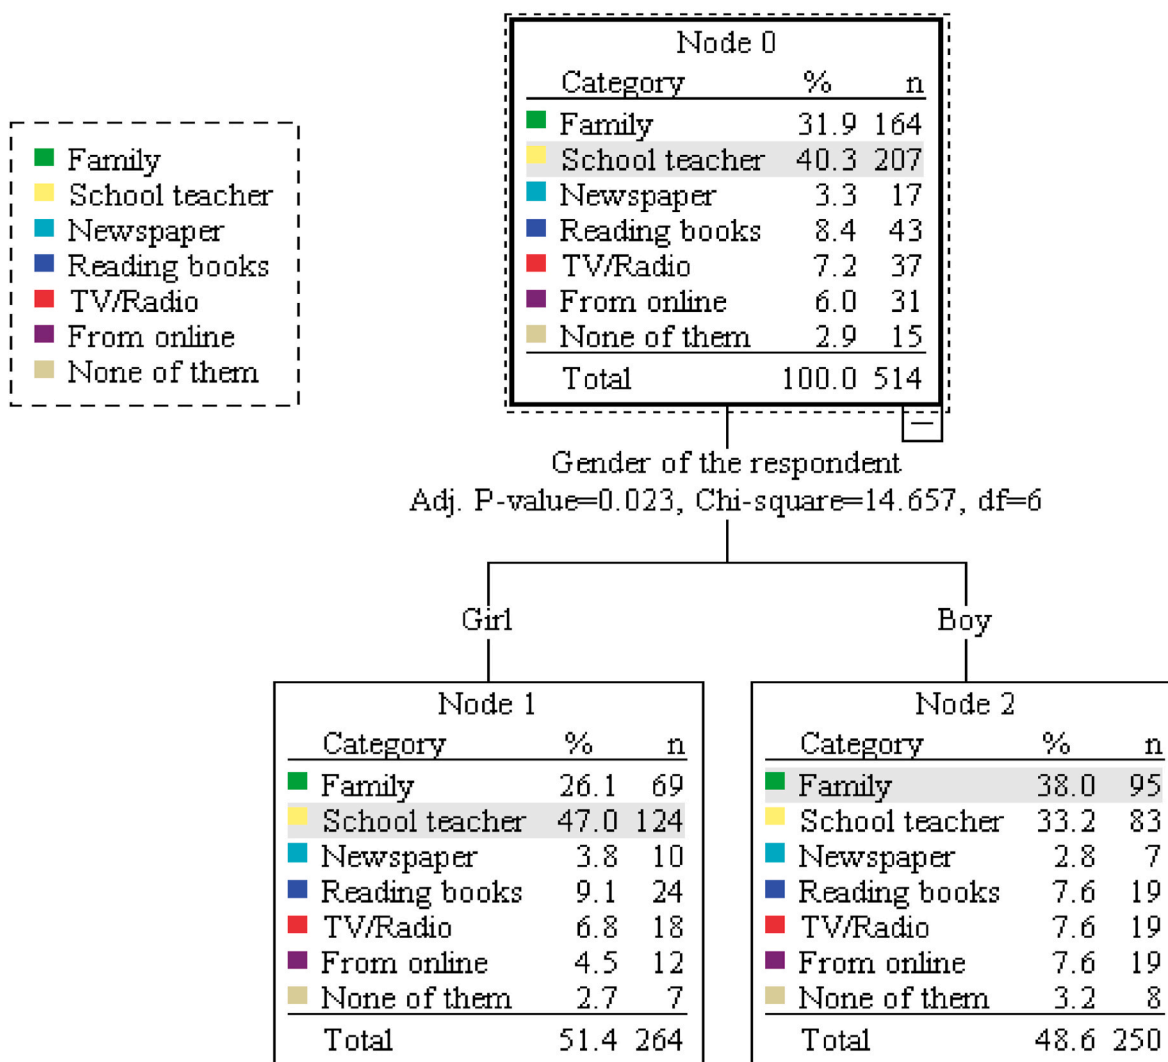 Family
School teacher
Newspaper
Reading books
TV/Radio
From online
None of them
Node 0
Category % n
Family 31.9 164
School teacher 40.3 207
Newspaper 3.3 17
Reading books 8.4 43
TV/Radio 7.2 37
From online 6.0 31
None of them 2.9 15
Total 100.0 514
Gender of the respondent
Adj. P-value=0.023, Chi-square=14.657, df=6
Girl
Boy
Node 1
Category % n
Family 26.1 69
School teacher 47.0 124
Newspaper 3.8 10
Reading books 9.1 24
TV/Radio 6.8 18
From online 4.5 12
None of them 2.7 7
Total 51.4 264
Node 2
Category % n
Family 38.0 95
School teacher 33.2 83
Newspaper 2.8 7
Reading books 7.6 19
TV/Radio 7.6 19
From online 7.6 19
None of them 3.2 8
Total 48.6 250